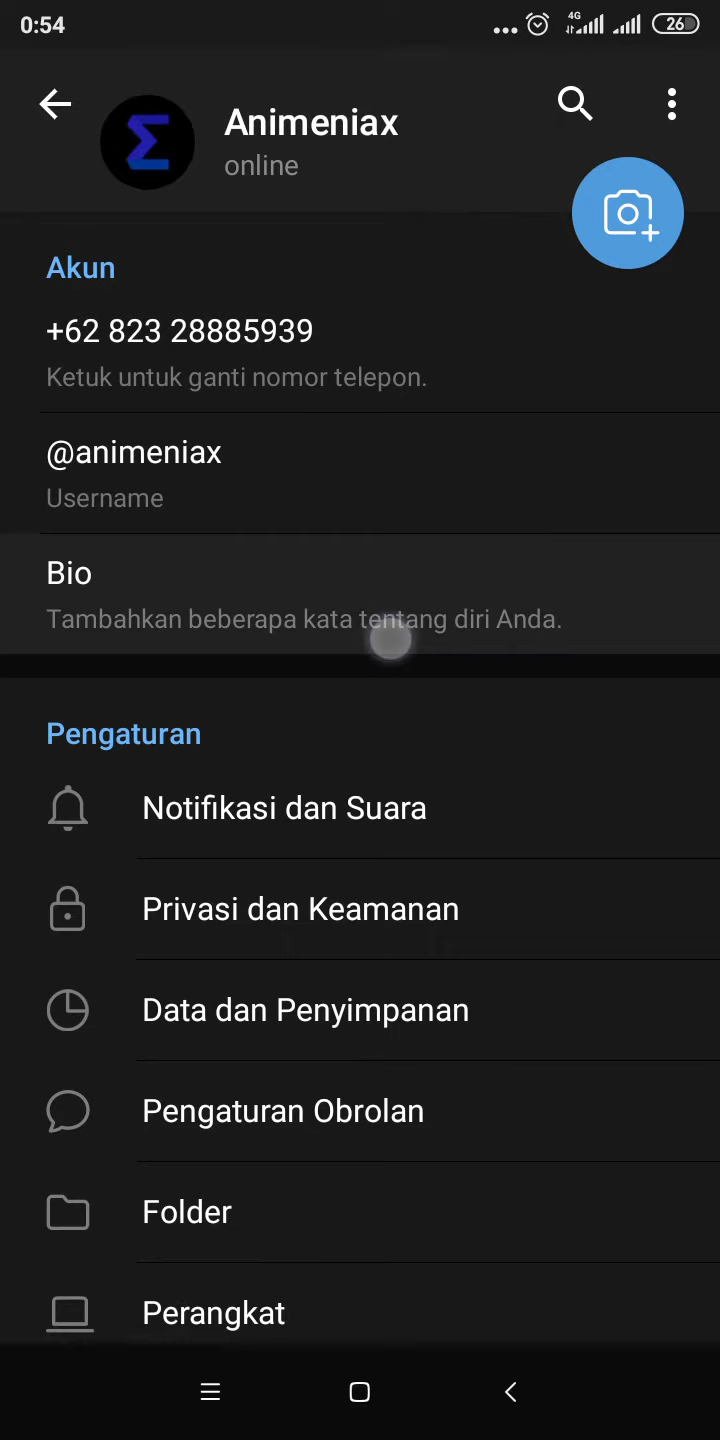 0:54
4G
26
Animeniax
online
Akun
+62 823 28885939
Ketuk untuk ganti nomor telepon.
@animeniax
Username
Bio
Tambahkan beberapa kata tentang diri Anda.
Pengaturan
Notifikasi dan Suara
Privasi dan Keamanan
Data dan Penyimpanan
Pengaturan Obrolan
Folder
Perangkat